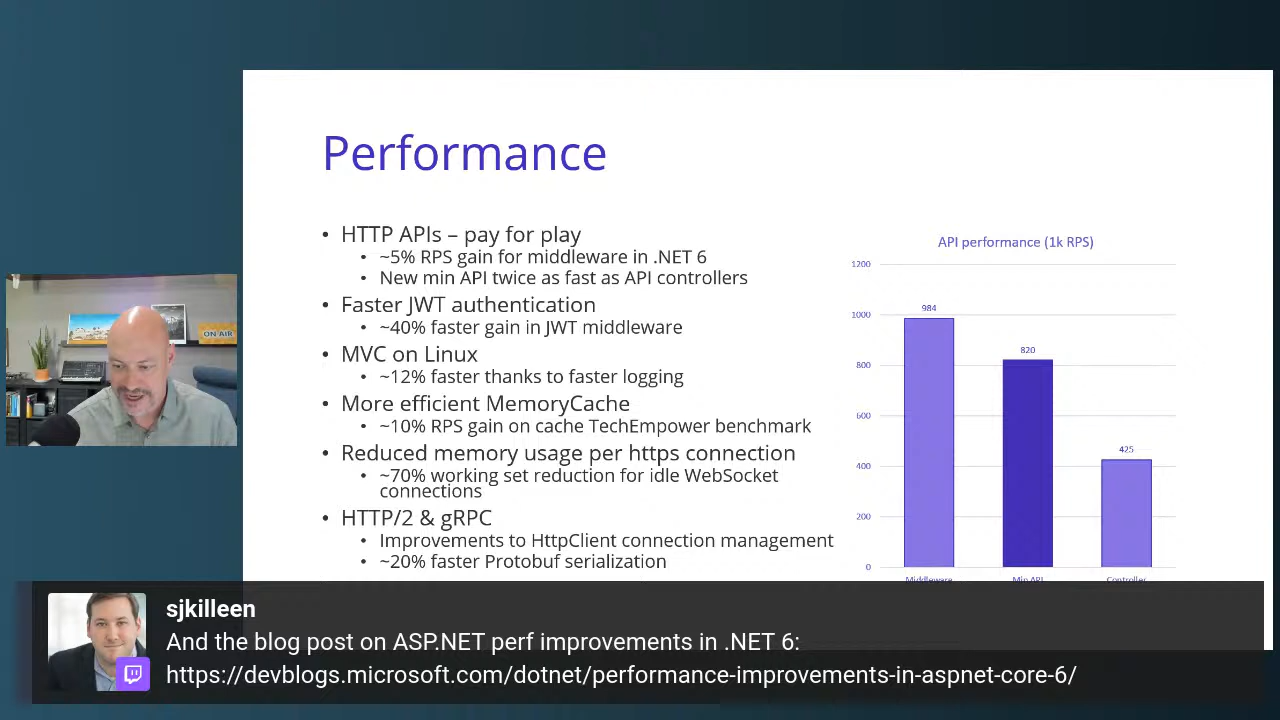 Performance
• HTTP APIs – pay for play
• ~5% RPS gain for middleware in .NET 6
• New min API twice as fast as API controllers
• Faster JWT authentication
• ~40% faster gain in JWT middleware
• MVC on Linux
• ~12% faster thanks to faster logging
• More efficient MemoryCache
• ~10% RPS gain on cache TechEmpower benchmark
• Reduced memory usage per https connection
• ~70% working set reduction for idle WebSocket
connections
• HTTP/2 & gRPC
• Improvements to HttpClient connection management
• ~20% faster Protobuf serialization
API performance (1k RPS)
1200
1000
800
600
400
200
0
984
820
425
Middleware
Min API
Controller
ON AIR
sjkilleen
And the blog post on ASP.NET perf improvements in .NET 6:
https://devblogs.microsoft.com/dotnet/performance-improvements-in-aspnet-core-6/